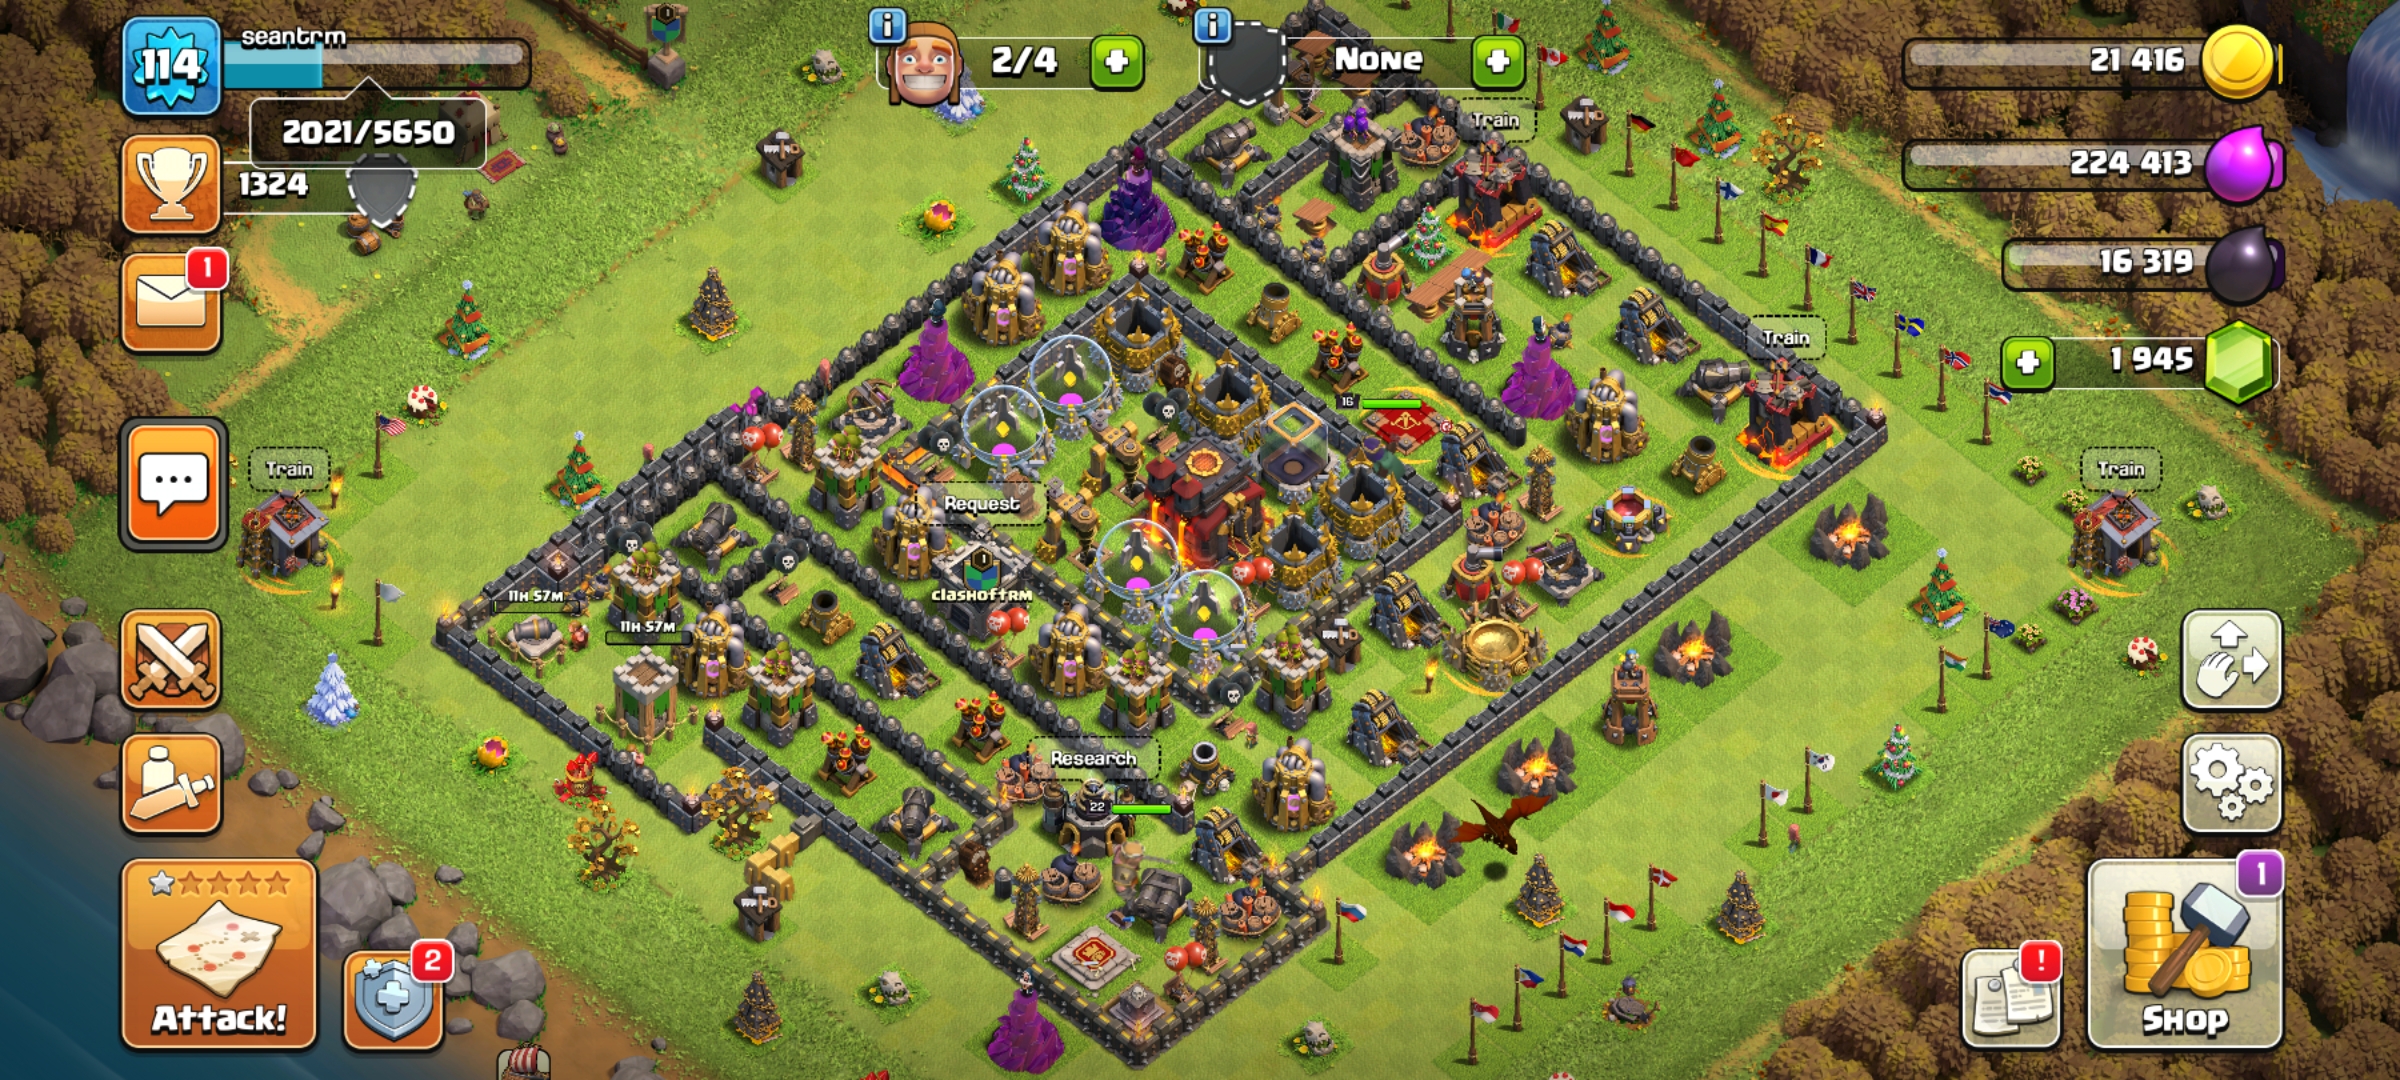 114
seantrm
2/4
None
21 416
2021/5650
1324
224 413
1
16 319
1 945
Train
Train
16
Train
Train
Request
clashoftrm
11H 57M
11H 57M
Research
22
Attack!
2
!
1
Shop